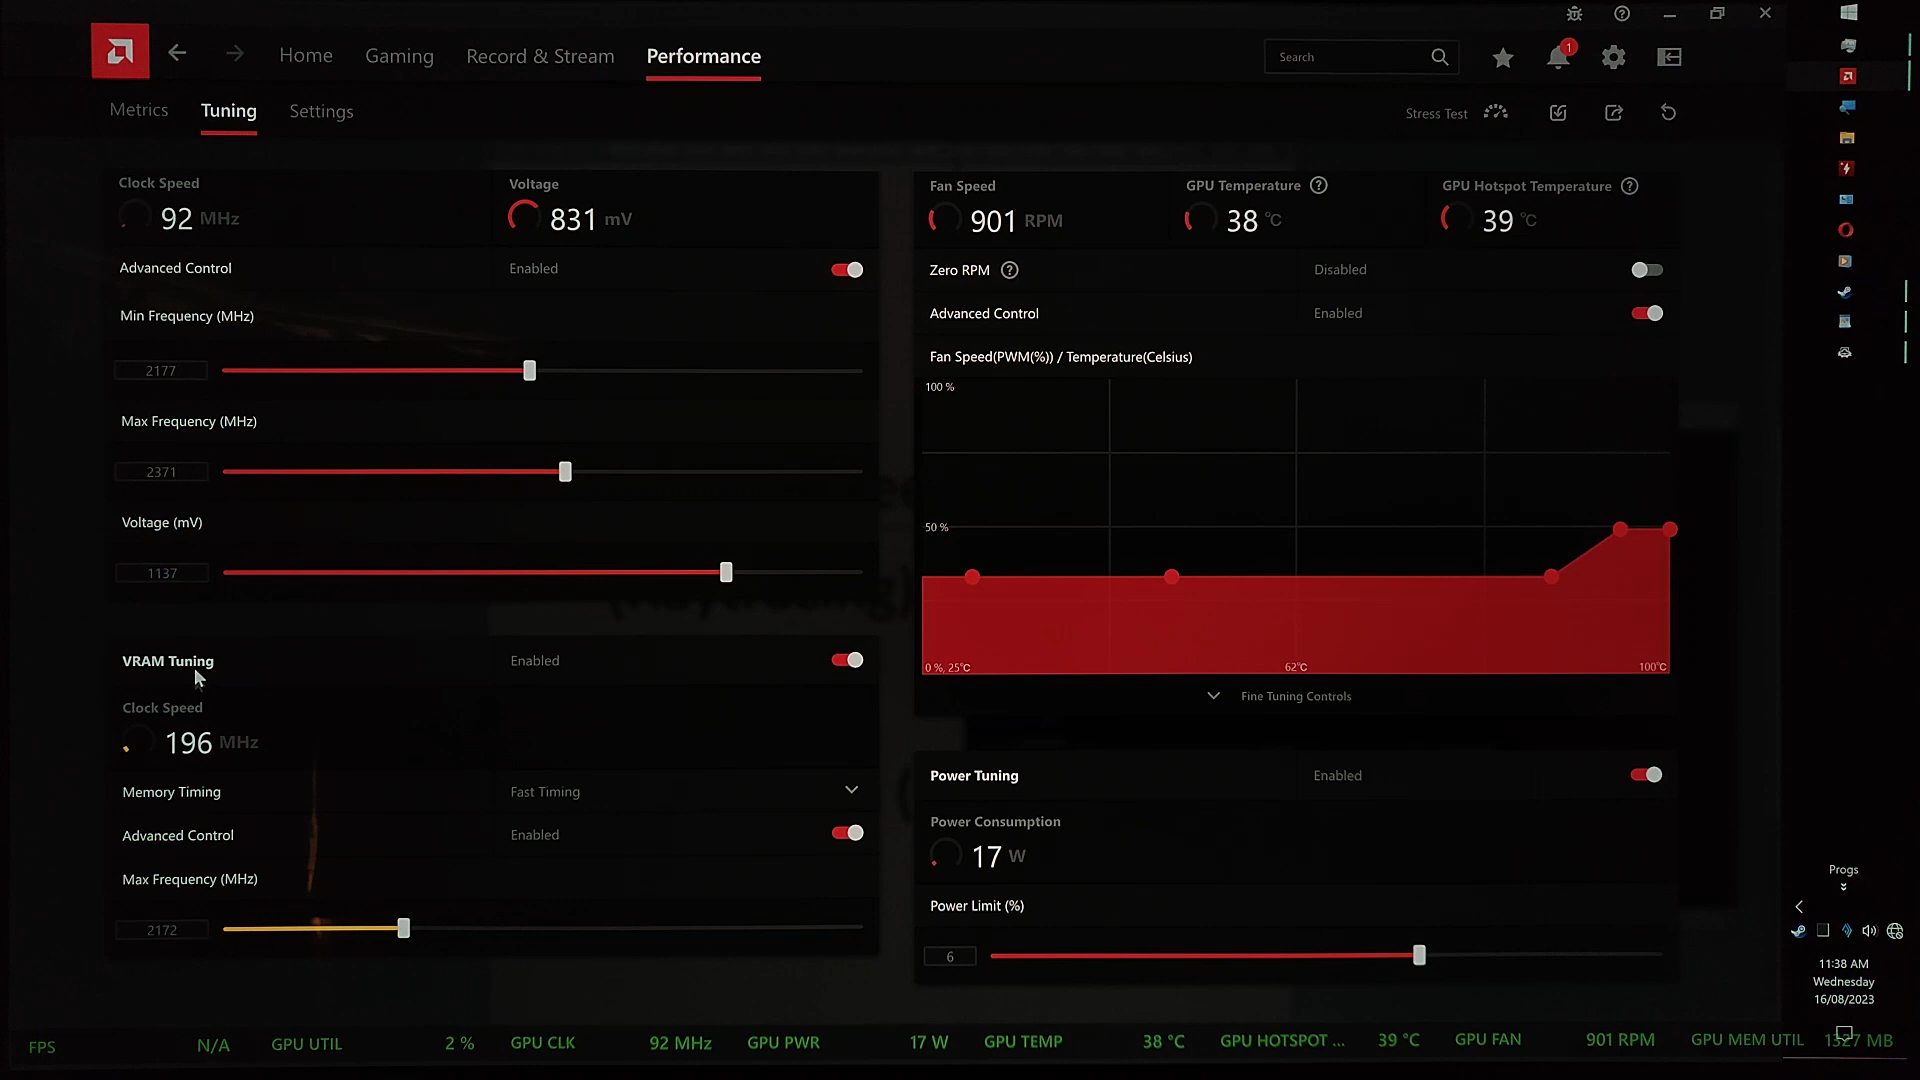 Home Gaming Record & Stream Performance
Search
1
Metrics Tuning Settings
Stress Test
Clock Speed
92 MHz
Voltage
831 mV
Advanced Control Enabled
Min Frequency (MHz)
2177
Max Frequency (MHz)
2371
Voltage (mV)
1137
VRAM Tuning Enabled
Clock Speed
196 MHz
Memory Timing Fast Timing
Advanced Control Enabled
Max Frequency (MHz)
2172
Fan Speed
901 RPM
GPU Temperature
38 °C
GPU Hotspot Temperature
39 °C
Zero RPM Disabled
Advanced Control Enabled
Fan Speed(PWM(%)) / Temperature(Celsius)
100 %
50 %
0 %, 25°C 62°C 100°C
Fine Tuning Controls
Power Tuning Enabled
Power Consumption
17 W
Power Limit (%)
6
Progs
11:38 AM
Wednesday
16/08/2023
FPS N/A GPU UTIL 2 % GPU CLK 92 MHz GPU PWR 17 W GPU TEMP 38 °C GPU HOTSPOT ... 39 °C GPU FAN 901 RPM GPU MEM UTIL 1327 MB